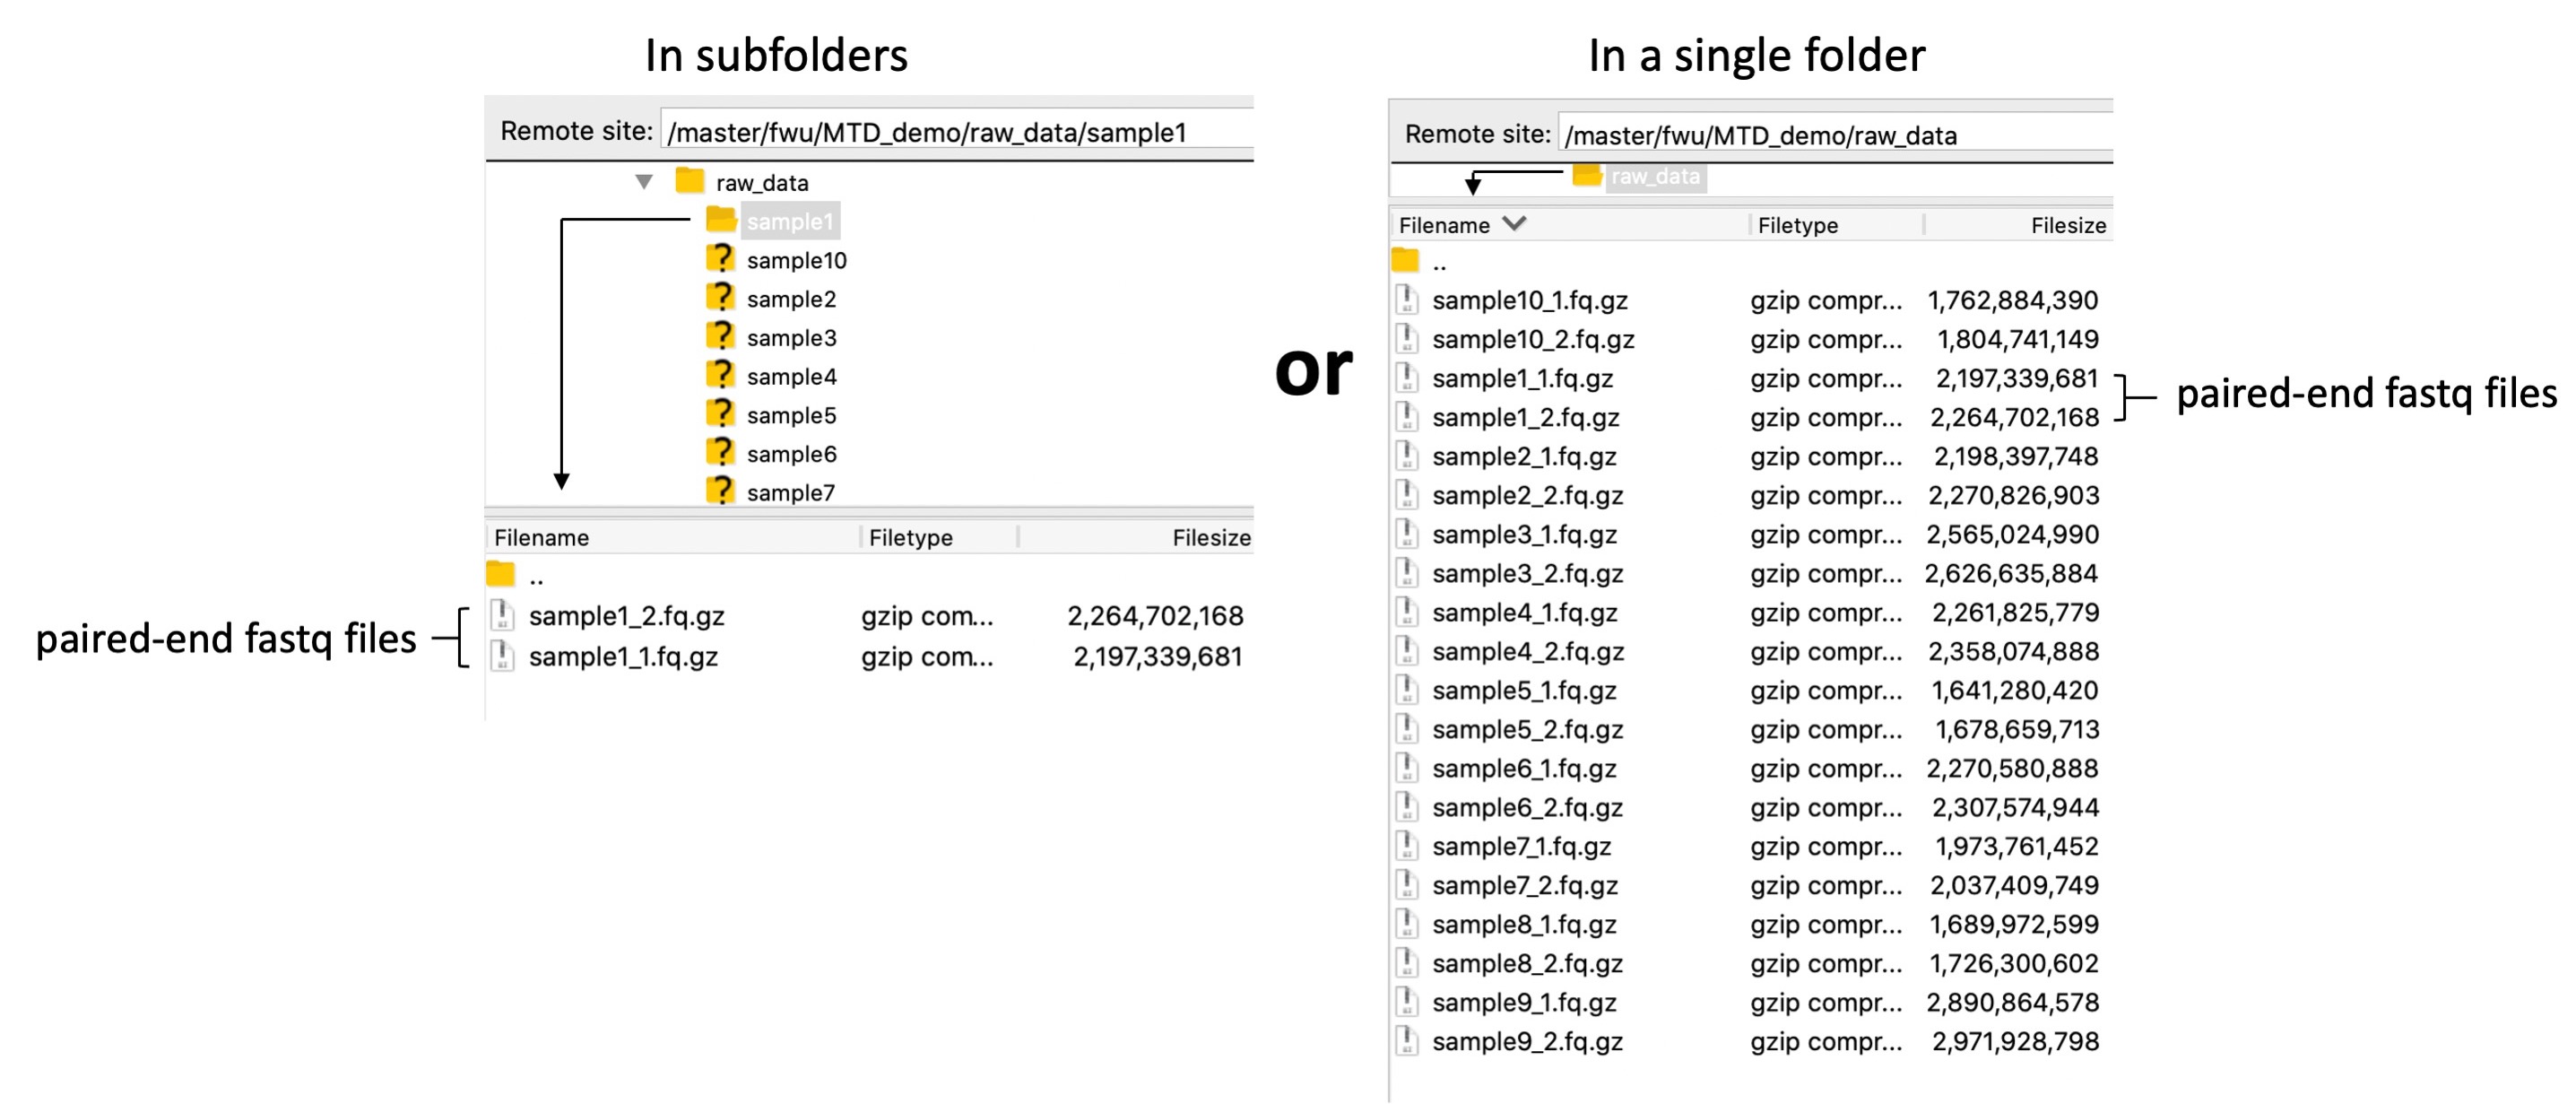 In subfolders
Remote site: /master/fwu/MTD_demo/raw_data/sample1
raw_data
sample1
sample10
sample2
sample3
sample4
sample5
sample6
sample7
Filename Filetype Filesize
..
sample1_2.fq.gz gzip com... 2,264,702,168
sample1_1.fq.gz gzip com... 2,197,339,681
paired-end fastq files
or
In a single folder
Remote site: /master/fwu/MTD_demo/raw_data
raw_data
Filename Filetype Filesize
..
sample10_1.fq.gz gzip compr... 1,762,884,390
sample10_2.fq.gz gzip compr... 1,804,741,149
sample1_1.fq.gz gzip compr... 2,197,339,681
sample1_2.fq.gz gzip compr... 2,264,702,168
sample2_1.fq.gz gzip compr... 2,198,397,748
sample2_2.fq.gz gzip compr... 2,270,826,903
sample3_1.fq.gz gzip compr... 2,565,024,990
sample3_2.fq.gz gzip compr... 2,626,635,884
sample4_1.fq.gz gzip compr... 2,261,825,779
sample4_2.fq.gz gzip compr... 2,358,074,888
sample5_1.fq.gz gzip compr... 1,641,280,420
sample5_2.fq.gz gzip compr... 1,678,659,713
sample6_1.fq.gz gzip compr... 2,270,580,888
sample6_2.fq.gz gzip compr... 2,307,574,944
sample7_1.fq.gz gzip compr... 1,973,761,452
sample7_2.fq.gz gzip compr... 2,037,409,749
sample8_1.fq.gz gzip compr... 1,689,972,599
sample8_2.fq.gz gzip compr... 1,726,300,602
sample9_1.fq.gz gzip compr... 2,890,864,578
sample9_2.fq.gz gzip compr... 2,971,928,798
paired-end fastq files